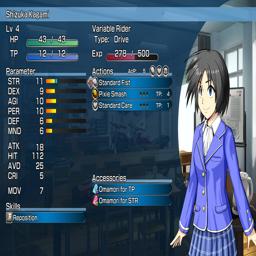 Shizuka Kagami
Lv 4
HP 43 / 43
TP 12 / 12
Variable Rider
Type: Drive
Exp 278 / 500
Parameter
STR 11
DEX 9
AGI 10
PER 10
DEF 6
MND 6
ATK 18
HIT 112
AVD 25
CRI 5
MOV 7
Skills
Reposition
Actions
Standard Fist
Pixie Smash TP: 4
Standard Care TP: 1
Accessories
Omamori for TP
Omamori for STR